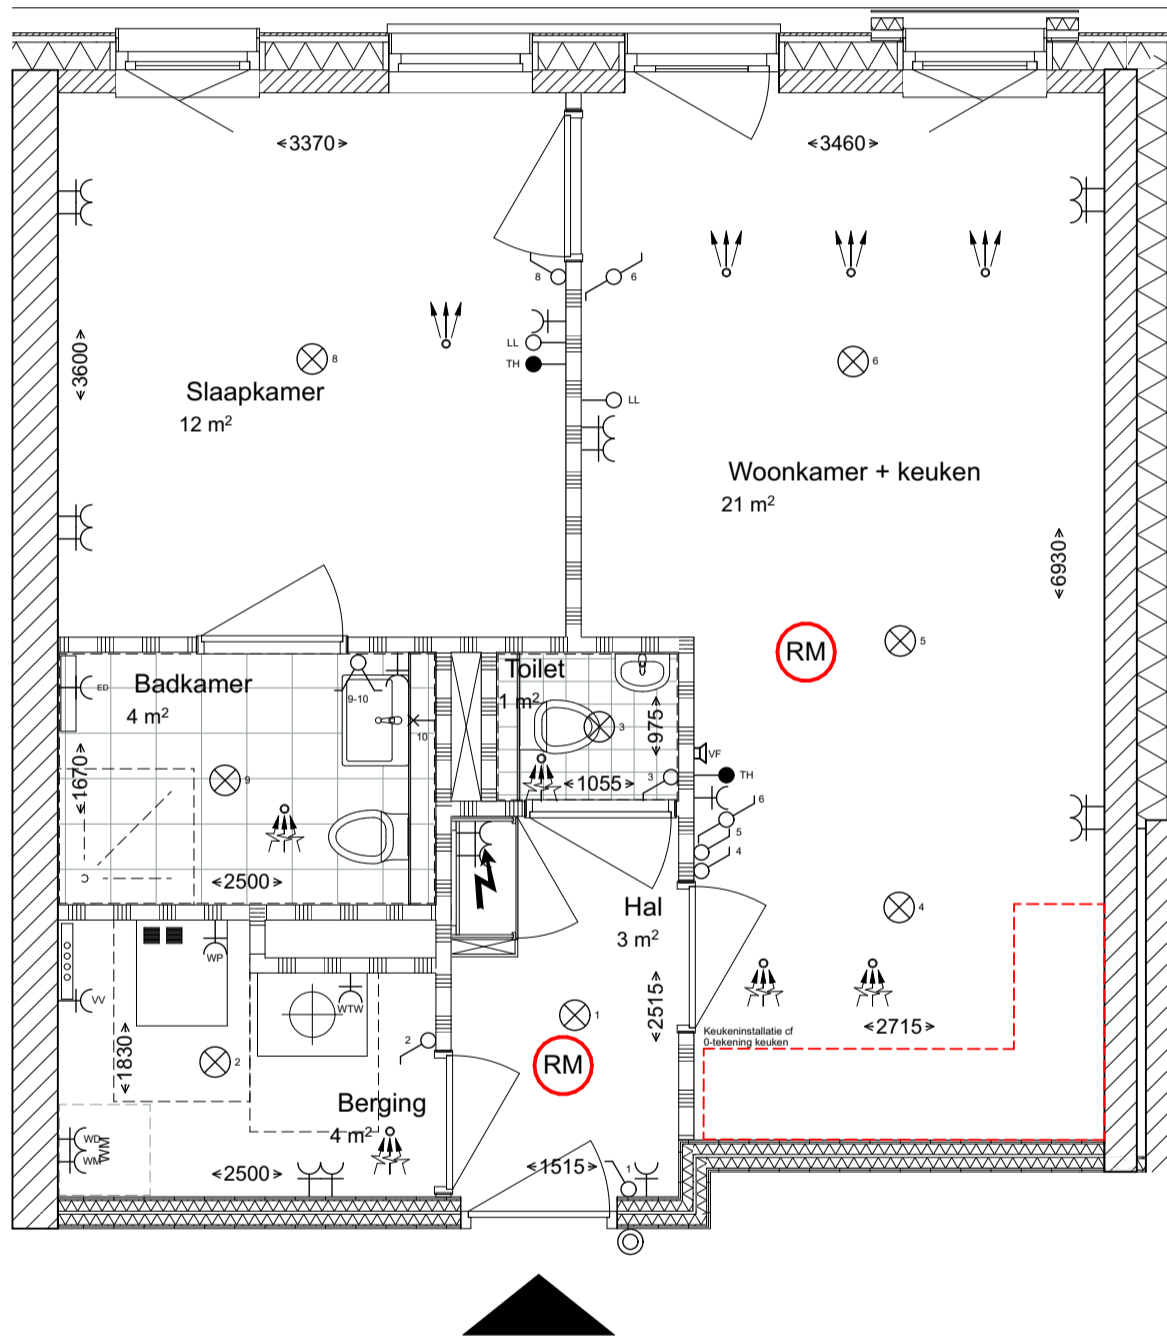 3370
3460
8
6
LL
TH
3600
8
6
Slaapkamer
12 m²
LL
Woonkamer + keuken
21 m²
6930
5
RM
Toilet
1 m²
Badkamer
4 m²
ED
9-10
10
3
975
VF
TH
3
1055
6
5
4
1670
9
2500
Hal
3 m²
4
WP
VV
WTW
2515
1
2715
Keukeninstallatie cf
0-tekening keuken
2
RM
1830
2
Berging
4 m²
WD
WM
WM
2500
1515
1